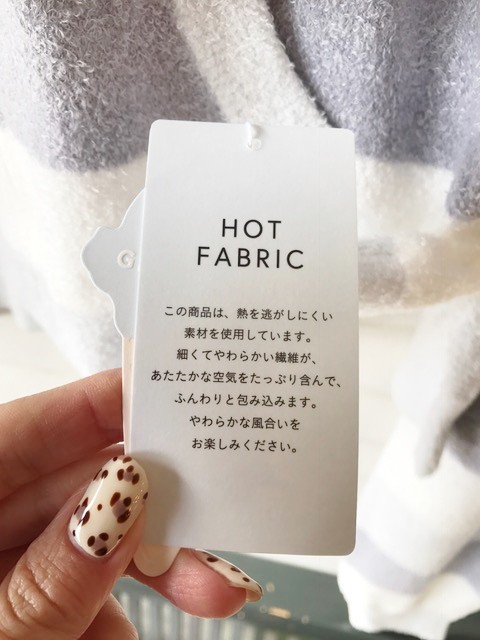 HOT
FABRIC
この商品は、熱を逃がしにくい
素材を使用しています。
細くてやわらかい繊維が、
あたたかな空気をたっぷり含んで、
ふんわりと包み込みます。
やわらかな風合いを
お楽しみください。